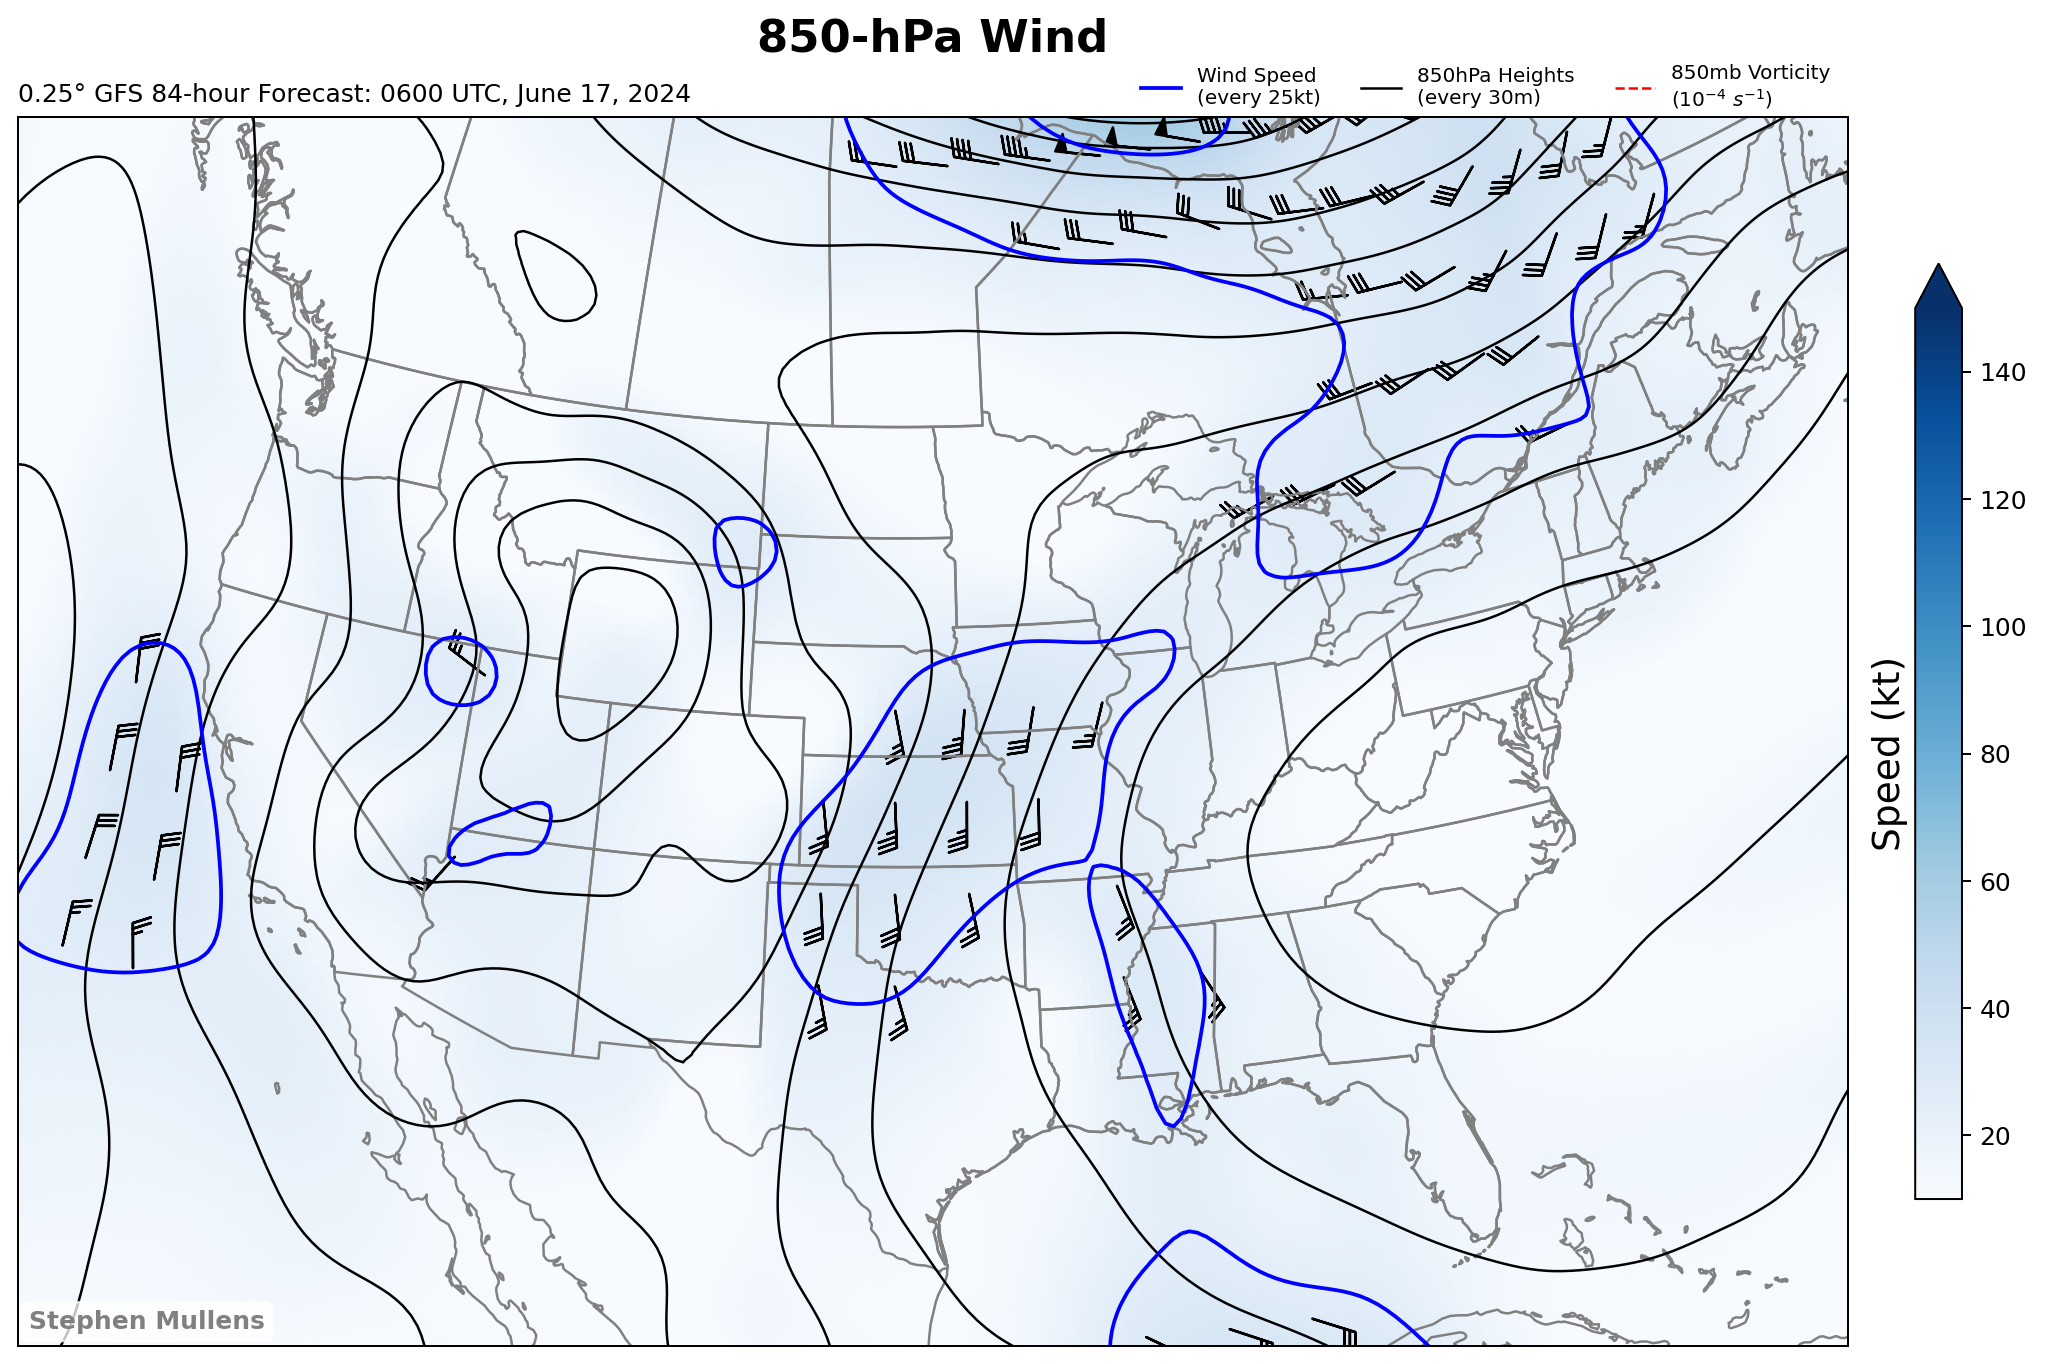 850-hPa Wind
0.25° GFS 84-hour Forecast: 0600 UTC, June 17, 2024
Wind Speed
(every 25kt)
850hPa Heights
(every 30m)
850mb Vorticity
(10⁻⁴ s⁻¹)
140
120
100
80
60
40
20
Speed (kt)
Stephen Mullens